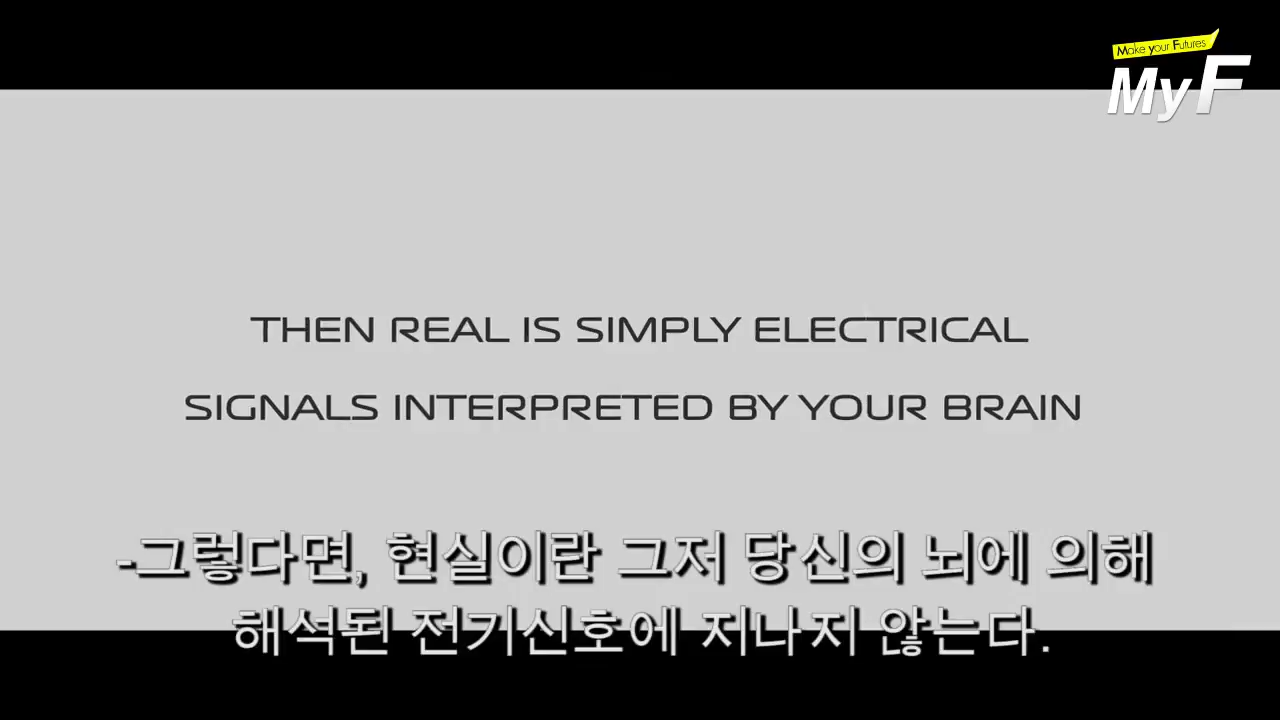 Make your Futures
MyF
THEN REAL IS SIMPLY ELECTRICAL
SIGNALS INTERPRETED BY YOUR BRAIN
-그렇다면, 현실이란 그저 당신의 뇌에 의해
해석된 전기신호에 지나지 않는다.